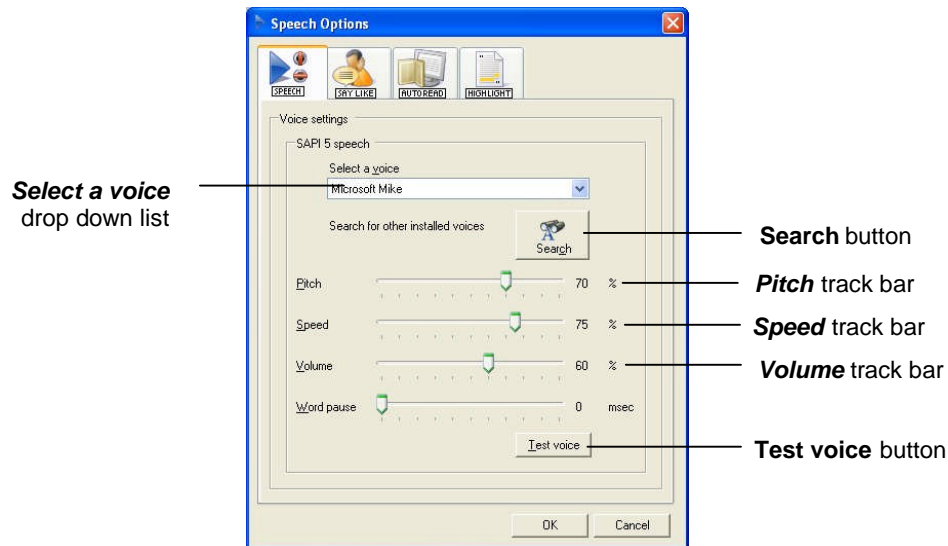 Speech Options
SPEECH
SAY LIKE
AUTOREAD
HIGHLIGHT
Voice settings
SAPI 5 speech
Select a voice
Microsoft Mike
Select a voice
drop down list
Search for other installed voices
Search
Search button
Pitch 70 %
Pitch track bar
Speed 75 %
Speed track bar
Volume 60 %
Volume track bar
Word pause 0 msec
Test voice
Test voice button
OK Cancel